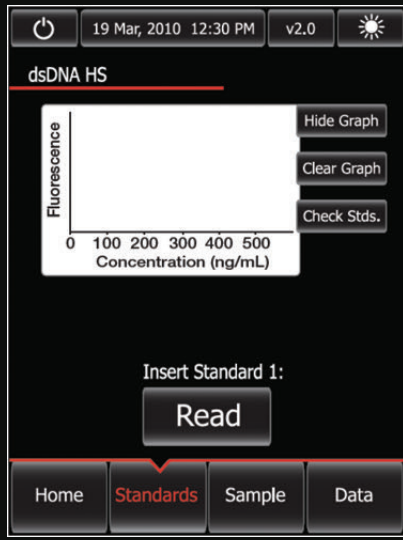 19 Mar, 2010 12:30 PM v2.0
dsDNA HS
Fluorescence
0 100 200 300 400 500
Concentration (ng/mL)
Hide Graph
Clear Graph
Check Stds.
Insert Standard 1:
Read
Home Standards Sample Data